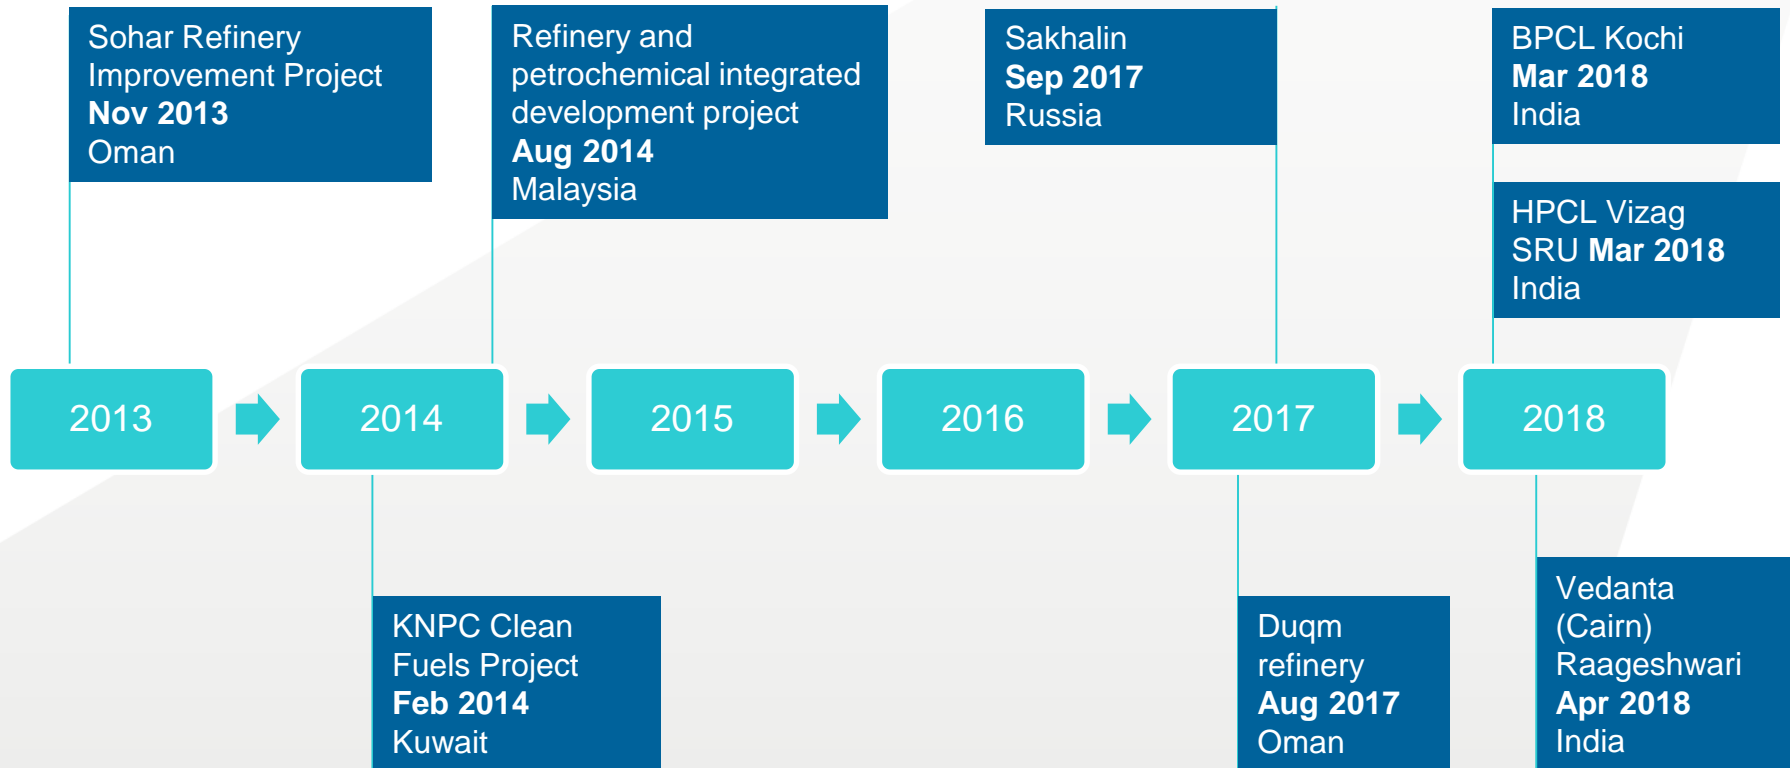 Sohar Refinery
Improvement Project
Nov 2013
Oman
Refinery and
petrochemical integrated
development project
Aug 2014
Malaysia
Sakhalin
Sep 2017
Russia
BPCL Kochi
Mar 2018
India
HPCL Vizag
SRU Mar 2018
India
2013
2014
2015
2016
2017
2018
KNPC Clean
Fuels Project
Feb 2014
Kuwait
Duqm
refinery
Aug 2017
Oman
Vedanta
(Cairn)
Raageshwari
Apr 2018
India